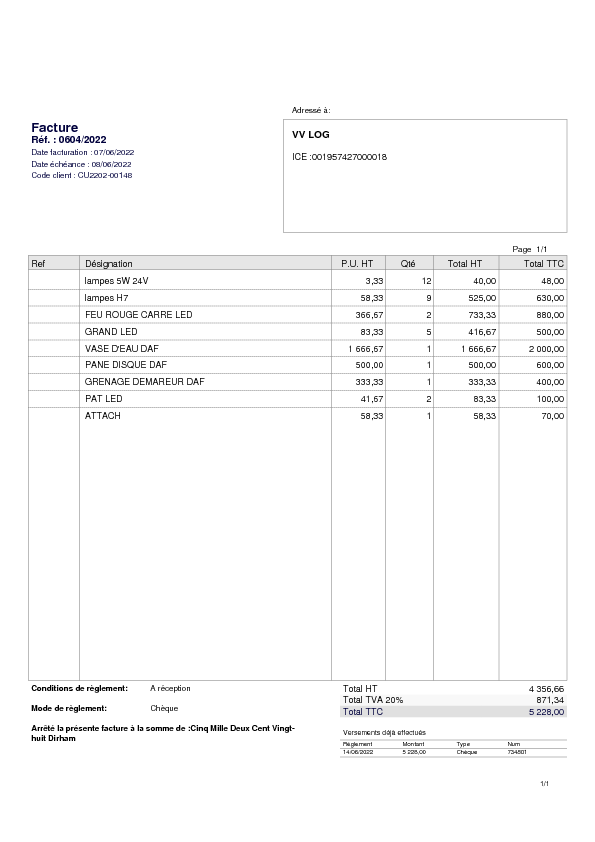 Adressé à:
Facture
Réf. : 0604/2022
Date facturation : 07/06/2022
Date échéance : 08/06/2022
Code client : CU2202-00148
VV LOG
ICE :001957427000018
Page 1/1
Ref Désignation P.U. HT Qté Total HT Total TTC
lampes 5W 24V 3,33 12 40,00 48,00
lampes H7 58,33 9 525,00 630,00
FEU ROUGE CARRE LED 366,67 2 733,33 880,00
GRAND LED 83,33 5 416,67 500,00
VASE D'EAU DAF 1 666,67 1 1 666,67 2 000,00
PANE DISQUE DAF 500,00 1 500,00 600,00
GRENAGE DEMAREUR DAF 333,33 1 333,33 400,00
PAT LED 41,67 2 83,33 100,00
ATTACH 58,33 1 58,33 70,00
Conditions de règlement: A réception
Mode de règlement: Chèque
Arrêté la présente facture à la somme de :Cinq Mille Deux Cent Vingt-
huit Dirham
Total HT 4 356,66
Total TVA 20% 871,34
Total TTC 5 228,00
Versements déjà effectués
Règlement Montant Type Num
14/06/2022 5 228,00 Chèque 734801
1/1